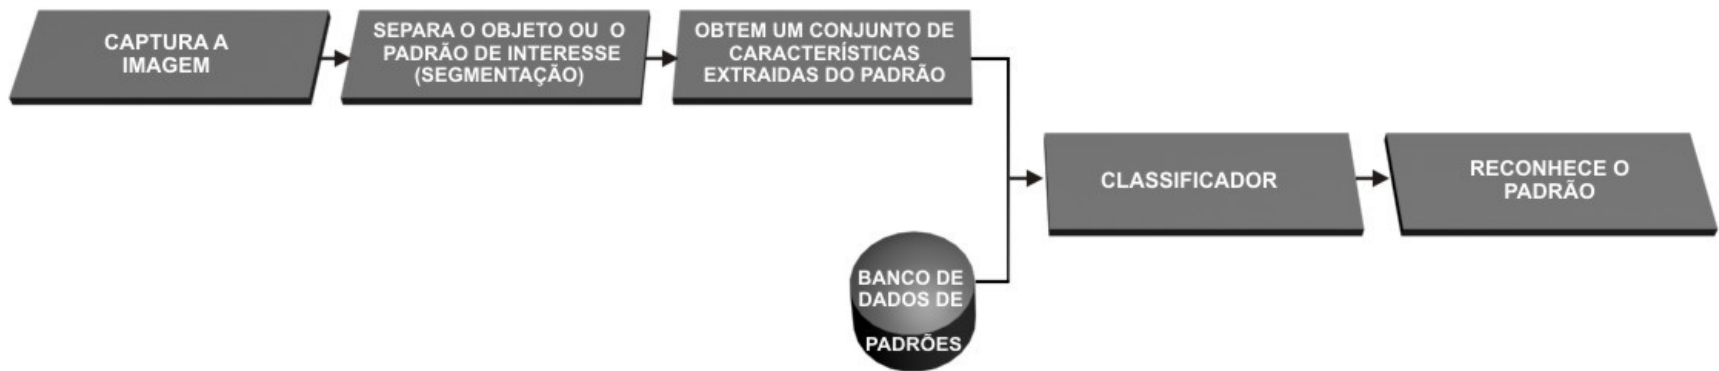 CAPTURA A
IMAGEM
SEPARA O OBJETO OU O
PADRÃO DE INTERESSE
(SEGMENTAÇÃO)
OBTEM UM CONJUNTO DE
CARACTERÍSTICAS
EXTRAIDAS DO PADRÃO
CLASSIFICADOR
RECONHECE O
PADRÃO
BANCO DE
DADOS DE
PADRÕES